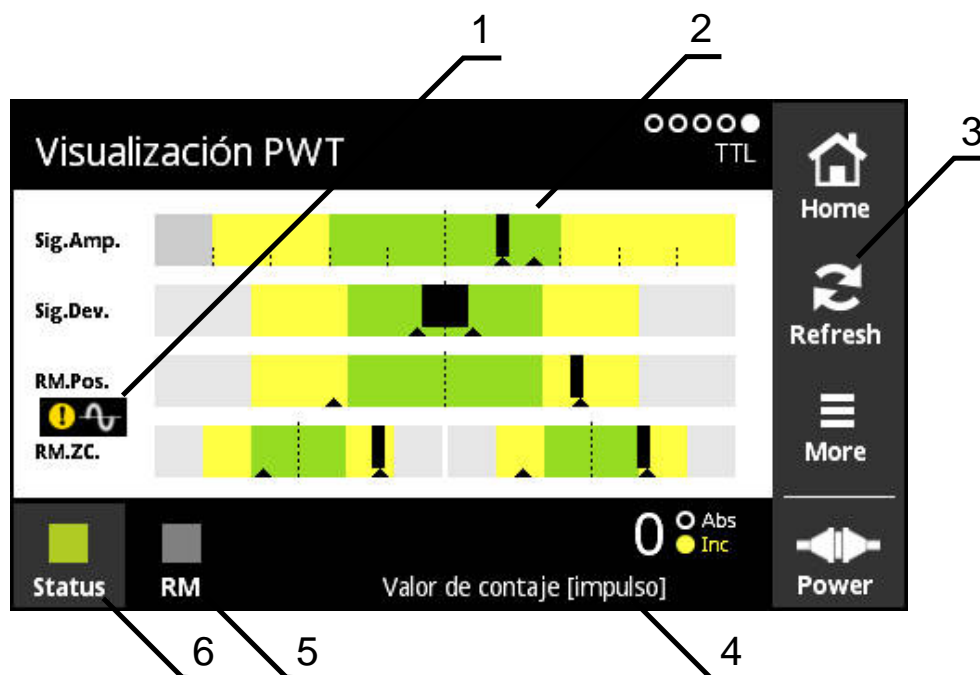 1
2
3
Visualización PWT
TTL
Home
Sig.Amp.
Sig.Dev.
Refresh
RM.Pos.
RM.ZC.
More
0
Abs
Inc
Status
RM
Valor de contaje [impulso]
Power
6
5
4